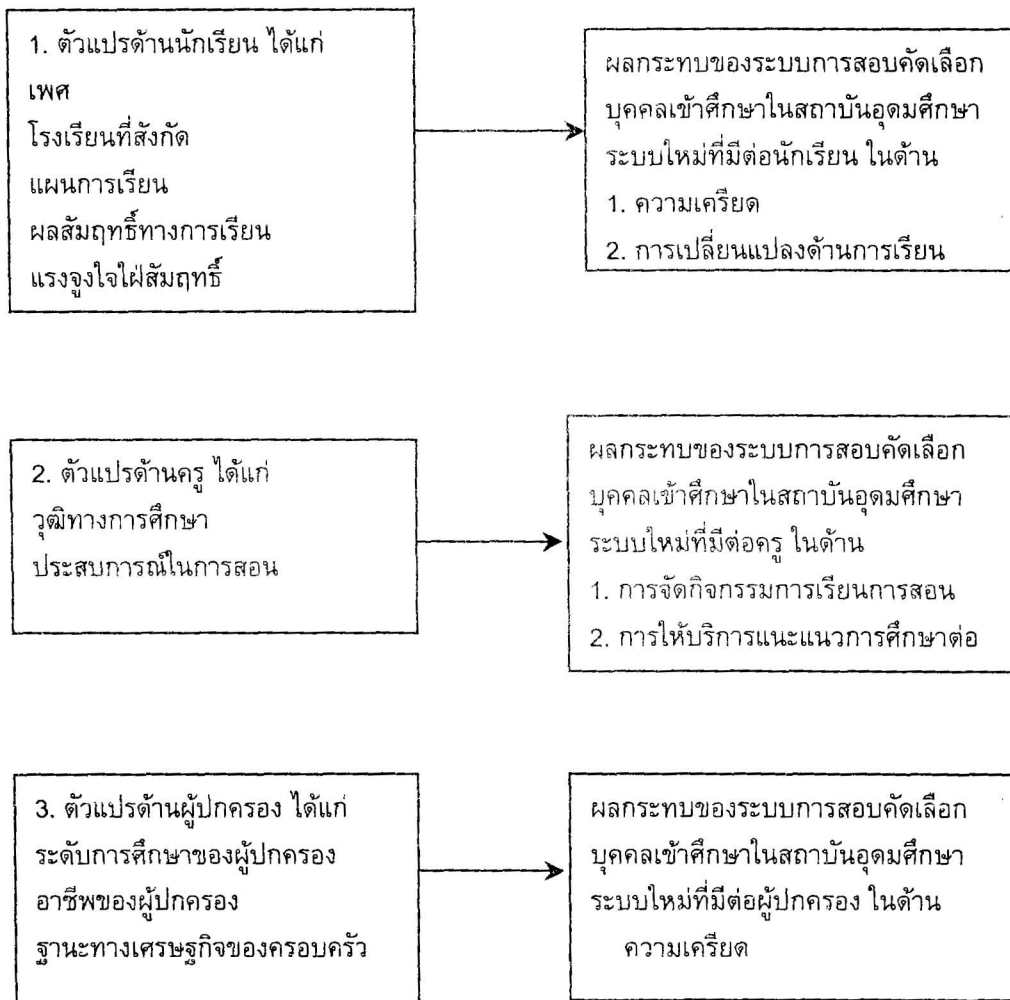 1. ตัวแปรด้านนักเรียน ได้แก่
เพศ
โรงเรียนที่สังกัด
แผนการเรียน
ผลสัมฤทธิ์ทางการเรียน
แรงจูงใจใฝ่สัมฤทธิ์
ผลกระทบของระบบการสอบคัดเลือก
บุคคลเข้าศึกษาในสถาบันอุดมศึกษา
ระบบใหม่ที่มีต่อนักเรียน ในด้าน
1. ความเครียด
2. การเปลี่ยนแปลงด้านการเรียน
2. ตัวแปรด้านครู ได้แก่
วุฒิทางการศึกษา
ประสบการณ์ในการสอน
ผลกระทบของระบบการสอบคัดเลือก
บุคคลเข้าศึกษาในสถาบันอุดมศึกษา
ระบบใหม่ที่มีต่อครู ในด้าน
1. การจัดกิจกรรมการเรียนการสอน
2. การให้บริการแนะแนวการศึกษาต่อ
3. ตัวแปรด้านผู้ปกครอง ได้แก่
ระดับการศึกษาของผู้ปกครอง
อาชีพของผู้ปกครอง
ฐานะทางเศรษฐกิจของครอบครัว
ผลกระทบของระบบการสอบคัดเลือก
บุคคลเข้าศึกษาในสถาบันอุดมศึกษา
ระบบใหม่ที่มีต่อผู้ปกครอง ในด้าน
ความเครียด